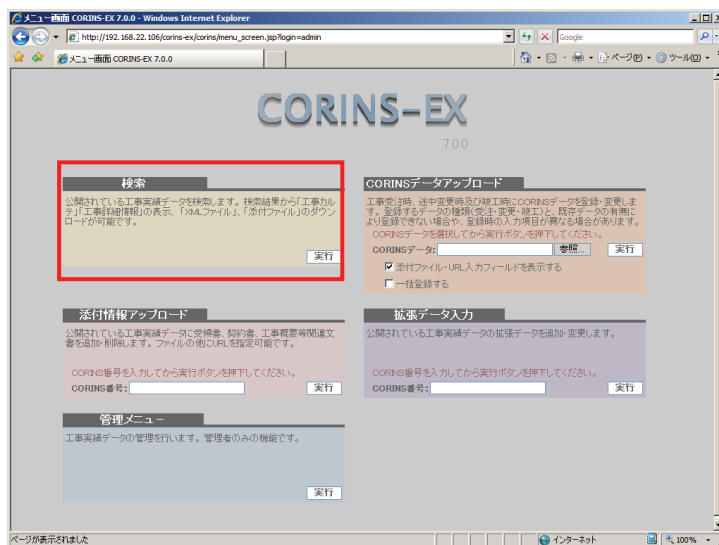 メニュー画面 CORINS-EX 7.0.0 - Windows Internet Explorer
http://192.168.22.106/corins-ex/corins/menu_screen.jsp?login=admin
Google
メニュー画面 CORINS-EX 7.0.0
ページ(P)
ツール(O)
CORINS-EX
700
検索
公開されている工事実績データを検索します。検索結果から「工事カル
テ」「工事詳細情報」の表示、「XMLファイル」、「添付ファイル」のダウン
ロードが可能です。
実行
CORINSデータアップロード
工事受注時、途中変更時及び竣工時にCORINSデータを登録・変更しま
す。登録するデータの種類(受注・変更・竣工)と、既存データの有無に
より登録できない場合や、登録時の入力項目が異なる場合があります。
CORINSデータを選択してから実行ボタンを押下してください。
CORINSデータ:
参照...
実行
添付ファイル・URL入力フィールドを表示する
一括登録する
添付情報アップロード
公開されている工事実績データに受領書、契約書、工事概要等関連文
書を追加・削除します。ファイルの他にURLを指定可能です。
CORINS番号を入力してから実行ボタンを押下してください。
CORINS番号:
実行
拡張データ入力
公開されている工事実績データの拡張データを追加・変更します。
CORINS番号を入力してから実行ボタンを押下してください。
CORINS番号:
実行
管理メニュー
工事実績データの管理を行います。管理者のみの機能です。
実行
ページが表示されました
インターネット
100%